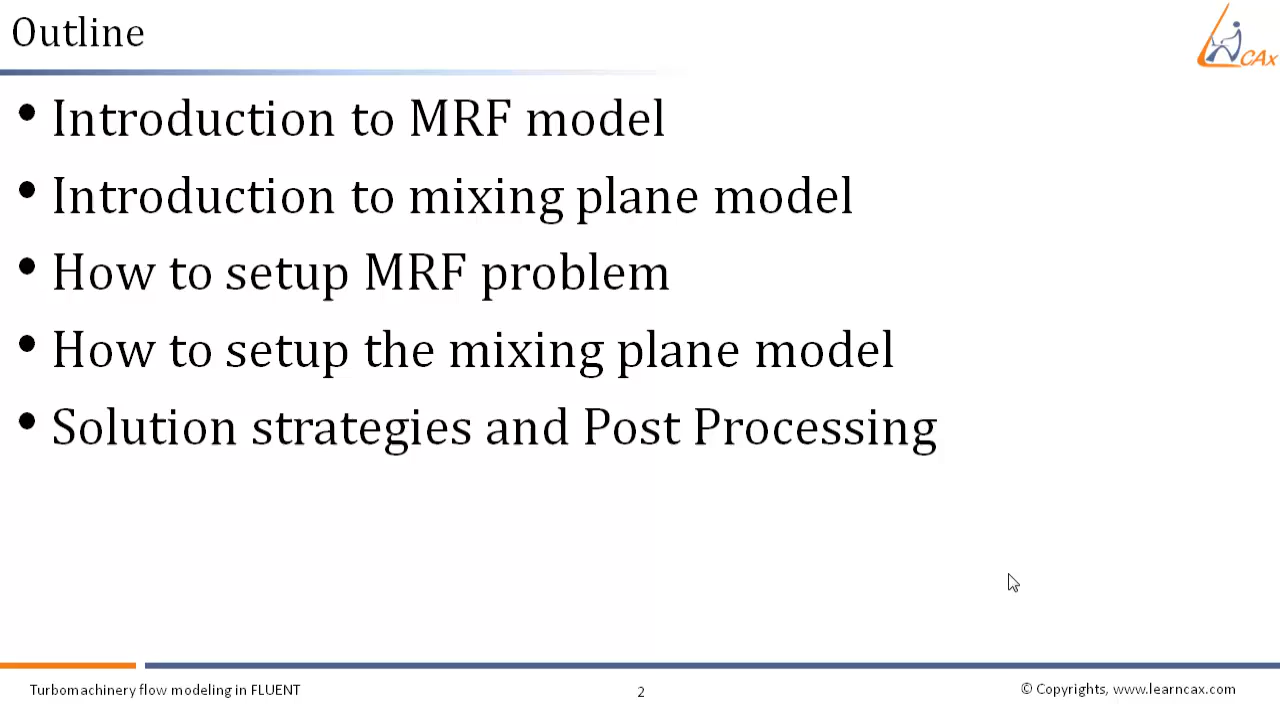 Outline
CAx
• Introduction to MRF model
• Introduction to mixing plane model
• How to setup MRF problem
• How to setup the mixing plane model
• Solution strategies and Post Processing
Turbomachinery flow modeling in FLUENT
2
© Copyrights, www.learncax.com